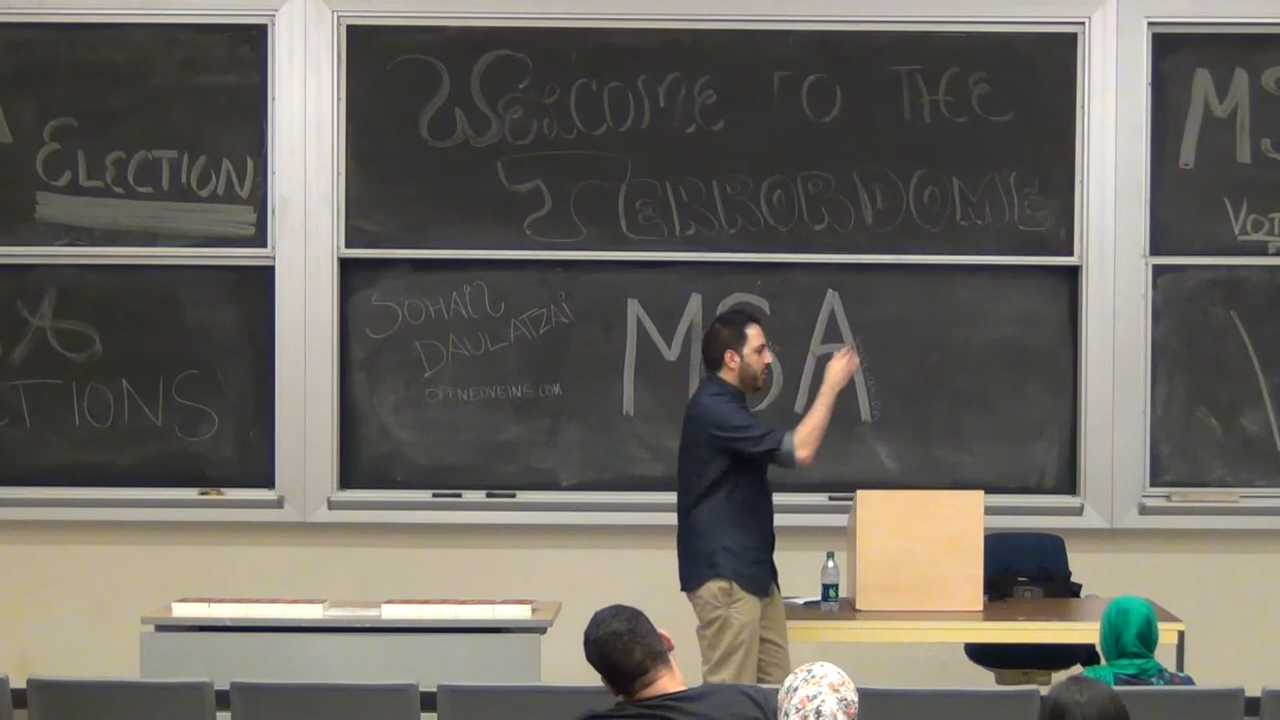 ELECTION
WELCOME TO THE
TERRORDOME
MS
VOT
SOHAIL
DAULATZAI
OPENEDVEINS.COM
MSA
CTIONS